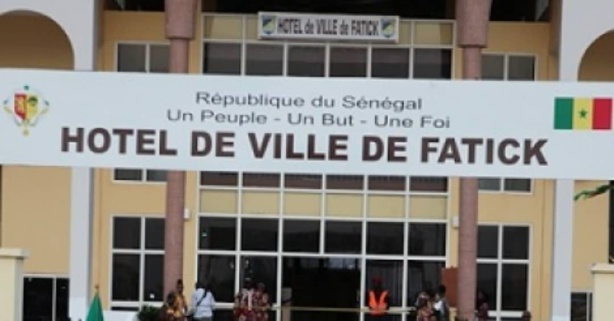 HOTEL de VILLE de FATICK
République du Sénégal
Un Peuple - Un But - Une Foi
HOTEL DE VILLE DE FATICK